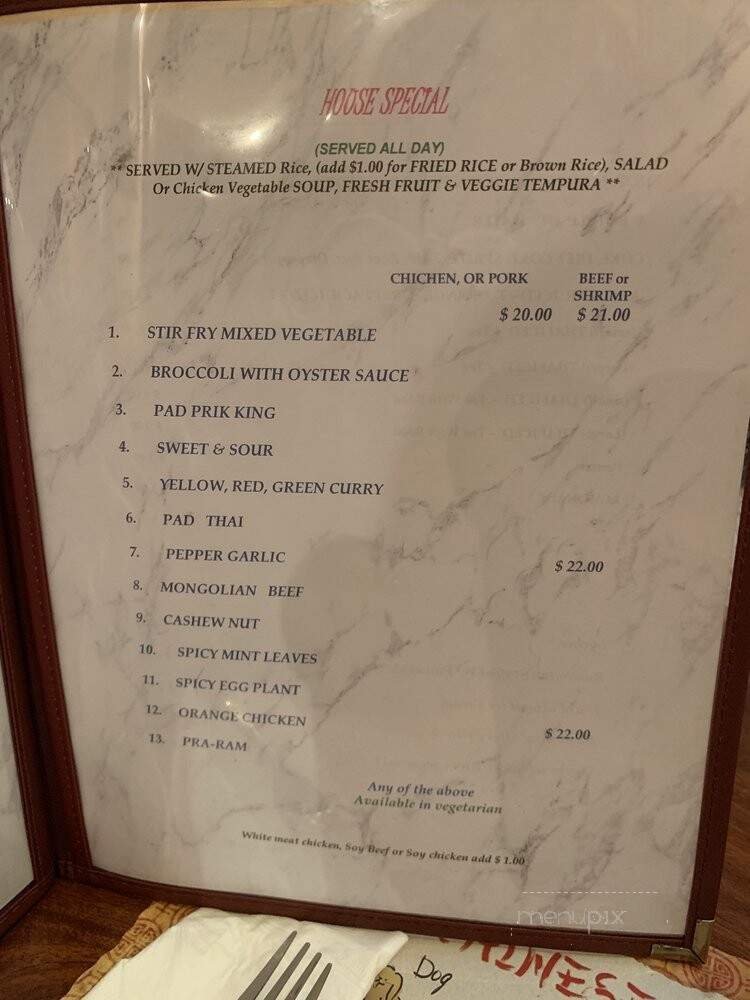 HOUSE SPECIAL
(SERVED ALL DAY)
** SERVED W/ STEAMED Rice, (add $1.00 for FRIED RICE or Brown Rice), SALAD
Or Chicken Vegetable SOUP, FRESH FRUIT & VEGGIE TEMPURA **
CHICHEN, OR PORK BEEF or
SHRIMP
$ 20.00 $ 21.00
1. STIR FRY MIXED VEGETABLE
2. BROCCOLI WITH OYSTER SAUCE
3. PAD PRIK KING
4. SWEET & SOUR
5. YELLOW, RED, GREEN CURRY
6. PAD THAI
7. PEPPER GARLIC
8. MONGOLIAN BEEF $ 22.00
9. CASHEW NUT
10. SPICY MINT LEAVES
11. SPICY EGG PLANT
12. ORANGE CHICKEN $ 22.00
13. PRA-RAM
Any of the above
Available in vegetarian
White meat chicken, Soy Beef or Soy chicken add $ 1.00
menupix
Dog